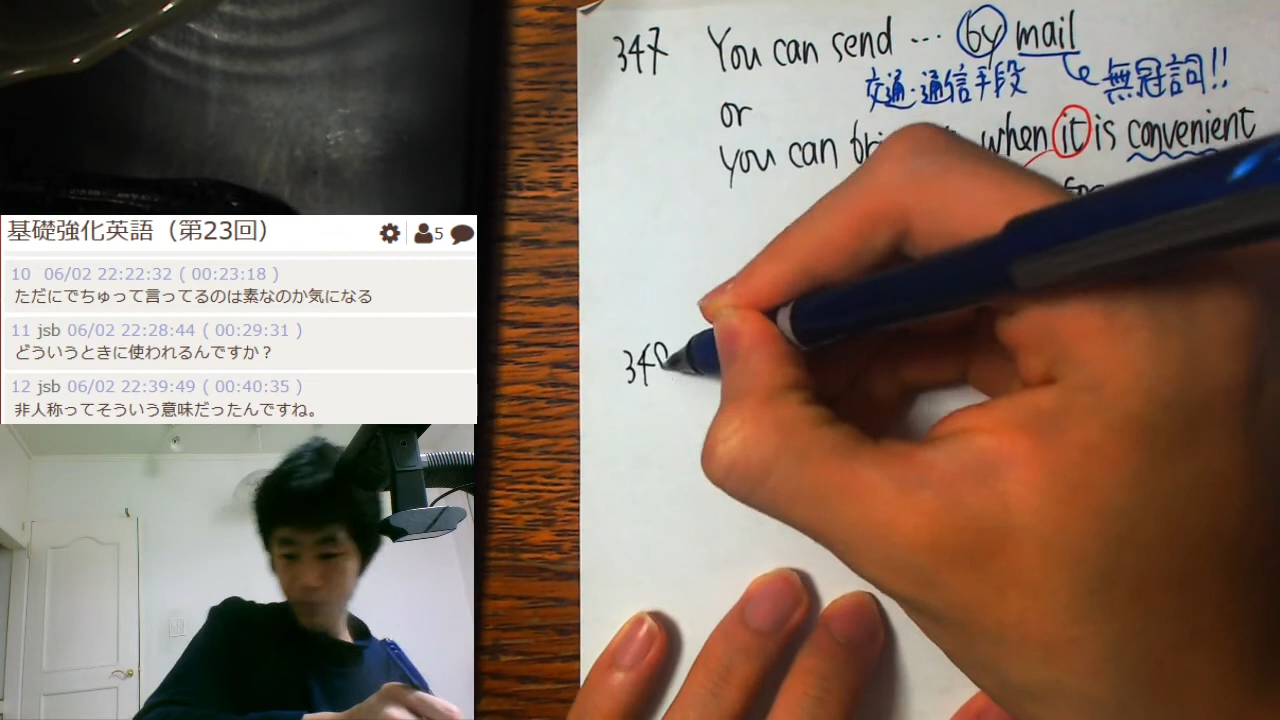 基礎強化英語（第23回）
5
10 06/02 22:22:32 ( 00:23:18 )
ただにでちゅって言ってるのは素なのか気になる
11 jsb 06/02 22:28:44 ( 00:29:31 )
どういうときに使われるんですか？
12 jsb 06/02 22:39:49 ( 00:40:35 )
非人称ってそういう意味だったんですね。
347 You can send … by mail
交通・通信手段 無冠詞!!
or
you can when it is convenient
34